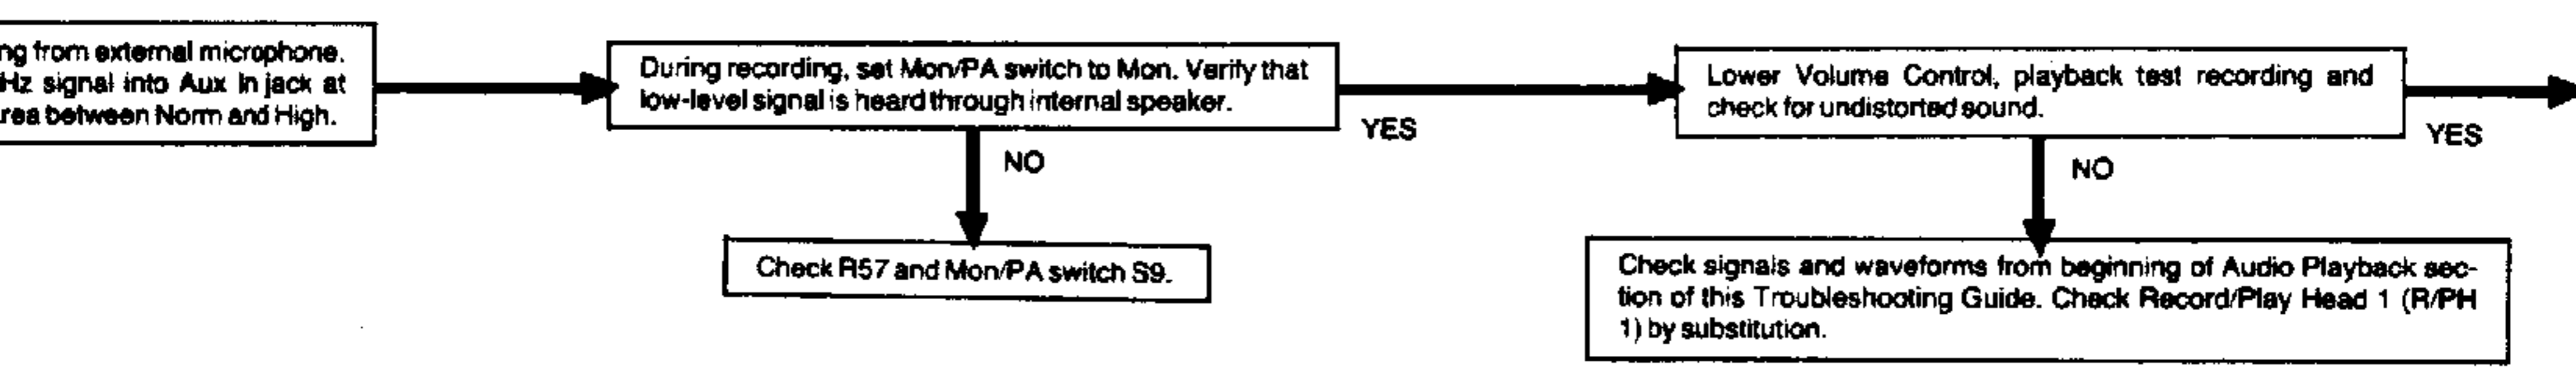 ng from external microphone.
Hz signal into Aux In jack at
rea between Norm and High.
During recording, set Mon/PA switch to Mon. Verify that
low-level signal is heard through internal speaker.
YES
NO
Check R57 and Mon/PA switch S9.
Lower Volume Control, playback test recording and
check for undistorted sound.
YES
NO
Check signals and waveforms from beginning of Audio Playback sec-
tion of this Troubleshooting Guide. Check Record/Play Head 1 (R/PH
1) by substitution.